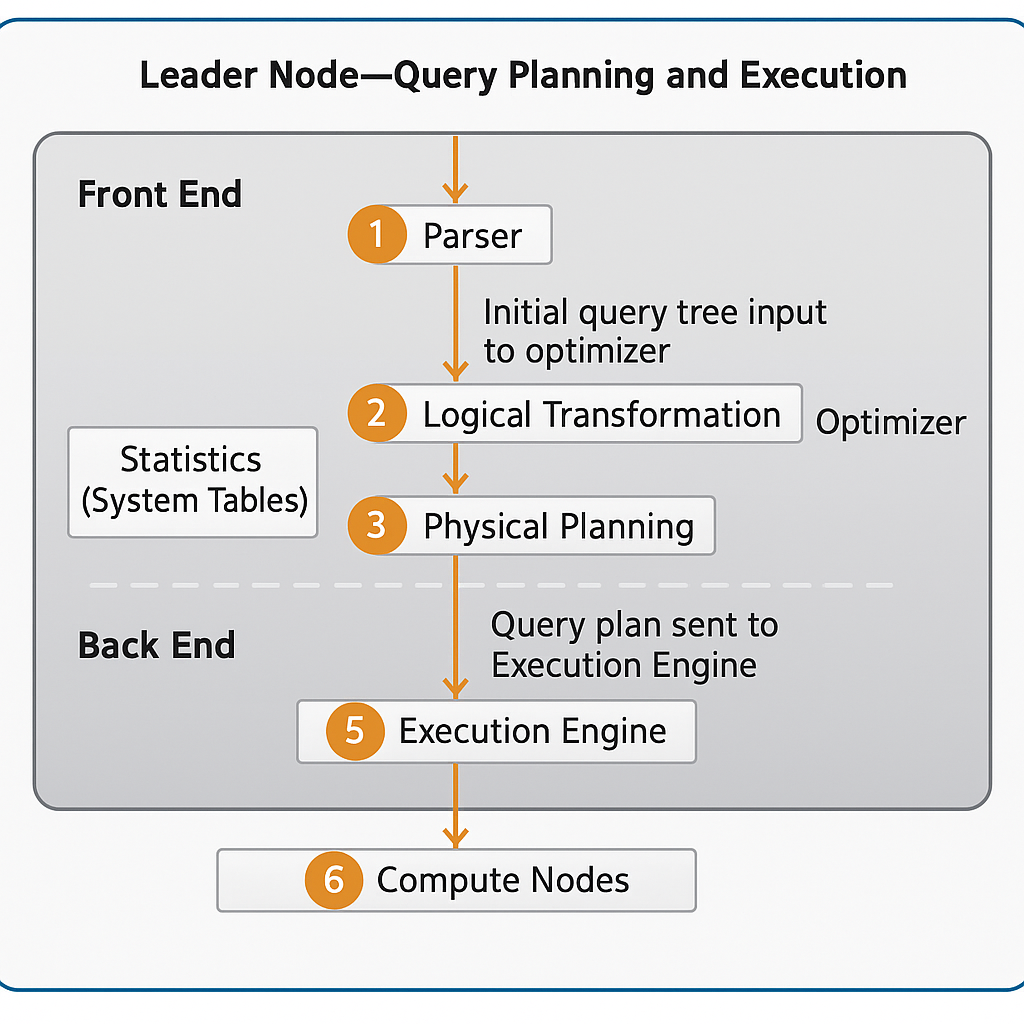 Leader Node—Query Planning and Execution
Front End
1 Parser
Initial query tree input
to optimizer
2 Logical Transformation
Optimizer
Statistics
(System Tables)
3 Physical Planning
Back End
Query plan sent to
Execution Engine
5 Execution Engine
6 Compute Nodes